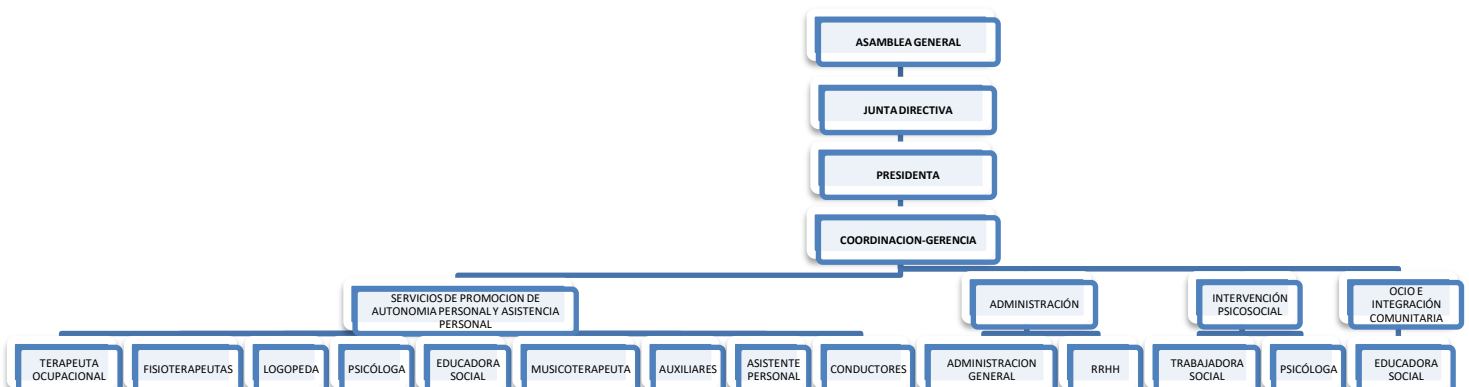 ASAMBLEA GENERAL
JUNTA DIRECTIVA
PRESIDENTA
COORDINACION-GERENCIA
SERVICIOS DE PROMOCION DE
AUTONOMIA PERSONAL Y ASISTENCIA
PERSONAL
ADMINISTRACIÓN
INTERVENCIÓN
PSICOSOCIAL
OCIO E
INTEGRACIÓN
COMUNITARIA
TERAPEUTA
OCUPACIONAL
FISIOTERAPEUTAS
LOGOPEDA
PSICÓLOGA
EDUCADORA
SOCIAL
MUSICOTERAPEUTA
AUXILIARES
ASISTENTE
PERSONAL
CONDUCTORES
ADMINISTRACION
GENERAL
RRHH
TRABAJADORA
SOCIAL
PSICÓLOGA
EDUCADORA
SOCIAL